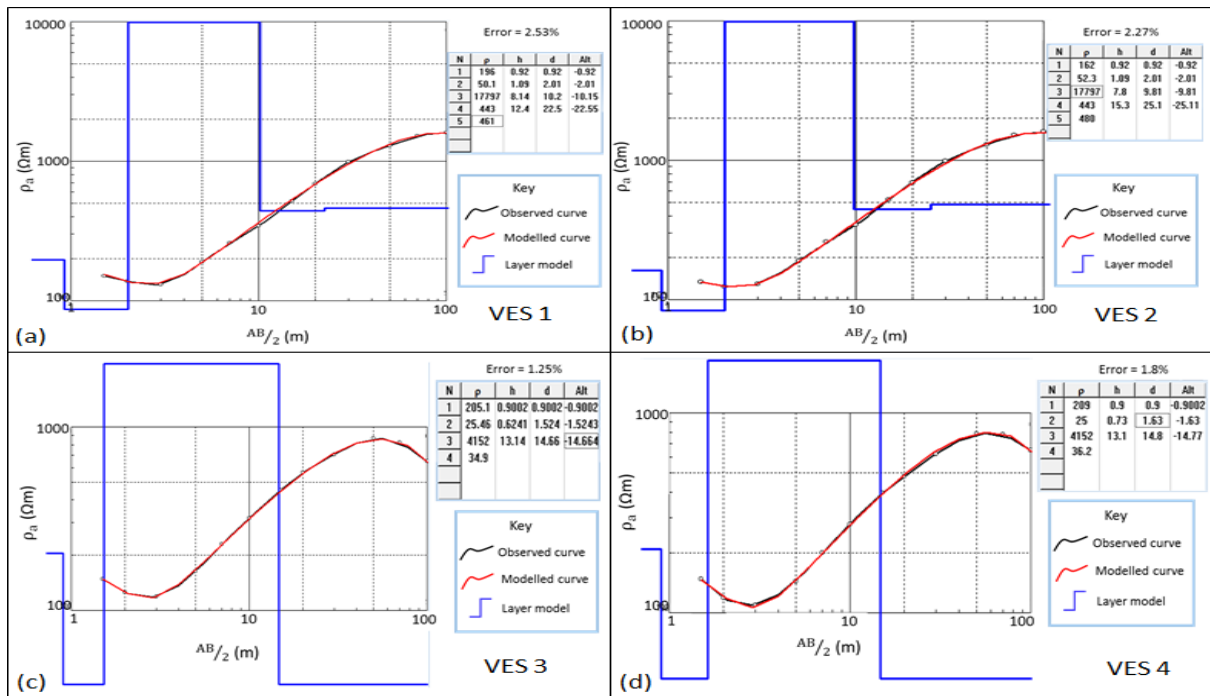 (a)
10000
1000
100
ρa (Ωm)
1
10
100
AB/2 (m)
VES 1
Error = 2.53%
N ρ h d Alt
1 196 0.92 0.92 -0.92
2 50.1 1.09 2.01 -2.01
3 17797 8.14 10.2 -10.15
4 443 12.4 22.5 -22.55
5 461
Key
Observed curve
Modelled curve
Layer model
(b)
10000
1000
ρa (Ωm)
10
100
AB/2 (m)
VES 2
Error = 2.27%
N ρ h d Alt
1 162 0.92 0.92 -0.92
2 52.3 1.09 2.01 -2.01
3 17797 7.8 9.81 -9.81
4 443 15.3 25.1 -25.11
5 480
Key
Observed curve
Modelled curve
Layer model
(c)
1000
100
ρa (Ωm)
1
10
100
AB/2 (m)
VES 3
Error = 1.25%
N ρ h d Alt
1 205.1 0.9002 0.9002 -0.9002
2 25.46 0.6241 1.524 -1.5243
3 4152 13.14 14.66 -14.664
4 34.9
Key
Observed curve
Modelled curve
Layer model
(d)
1000
100
ρa (Ωm)
1
10
100
AB/2 (m)
VES 4
Error = 1.8%
N ρ h d Alt
1 209 0.9 0.9 -0.9002
2 25 0.73 1.63 -1.63
3 4152 13.1 14.8 -14.77
4 36.2
Key
Observed curve
Modelled curve
Layer model